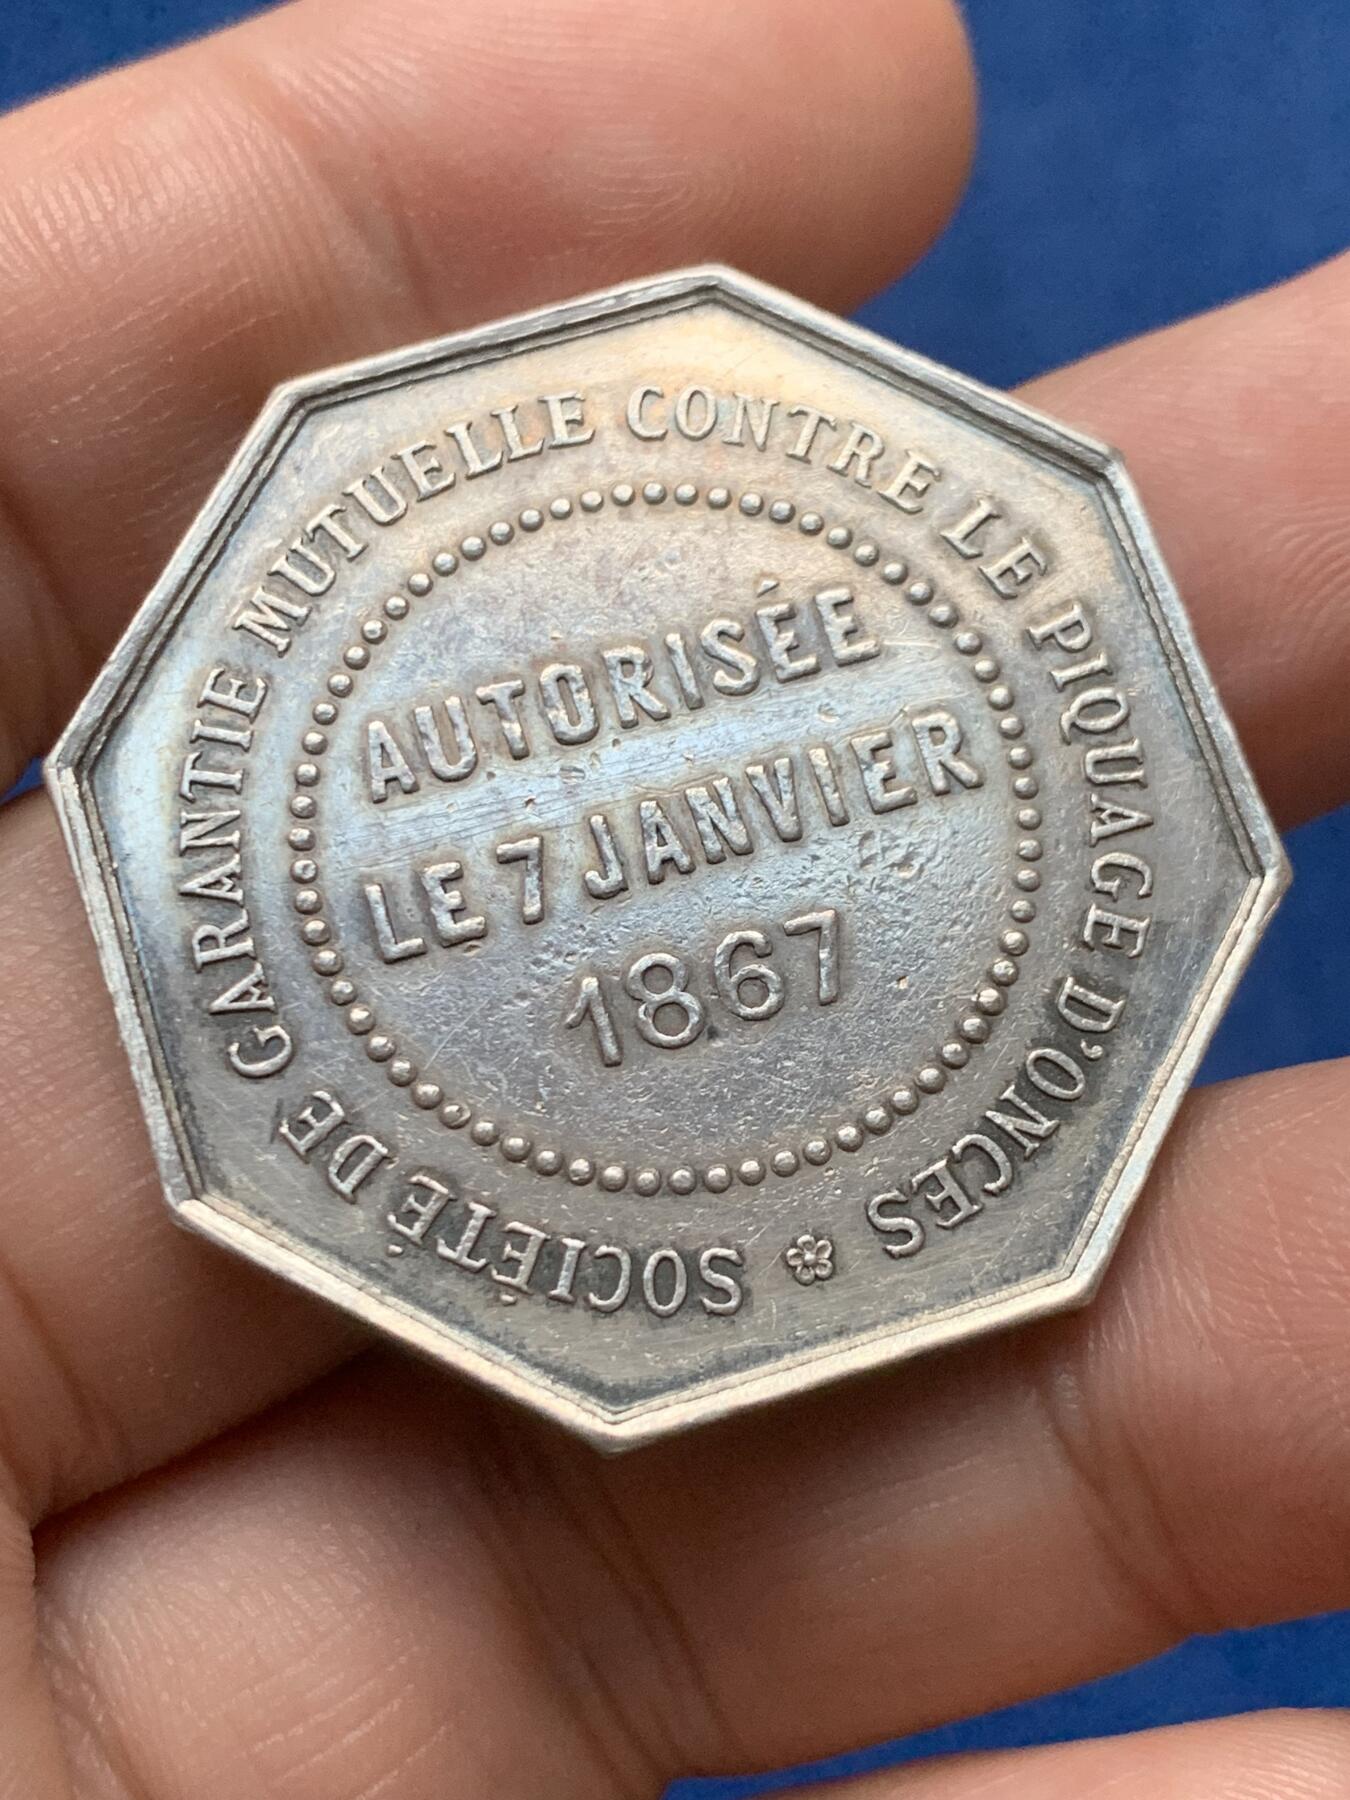 SOCIÉTÉ DE GARANTIE MUTUELLE CONTRE LE PIQUAGE D'ONCES
AUTORISÉE
LE 7 JANVIER
1867